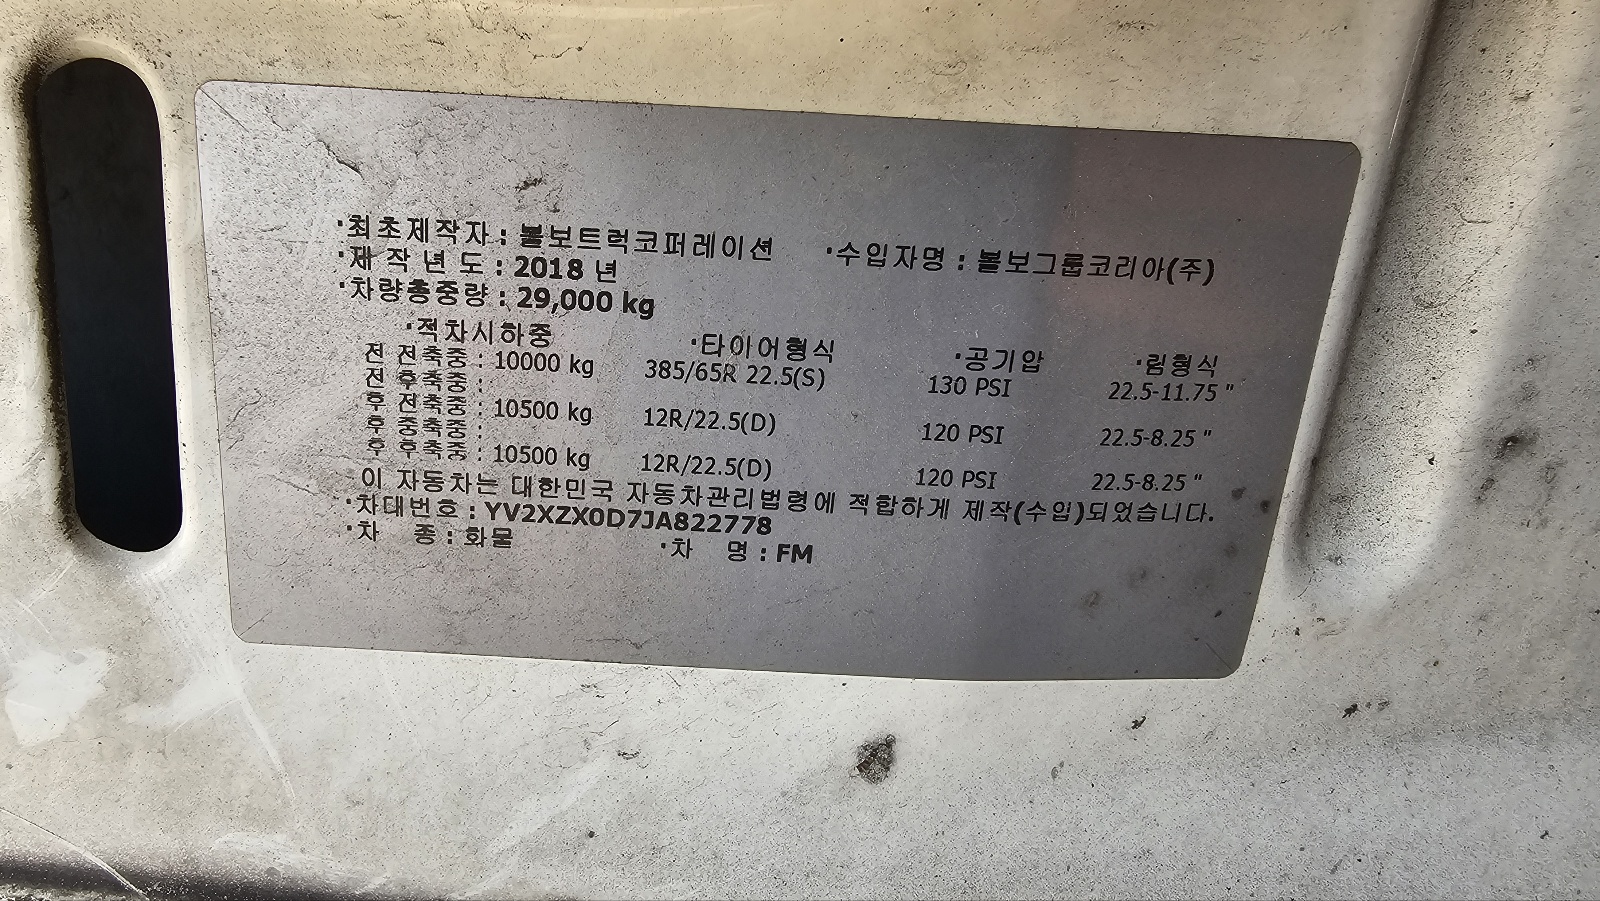 ·최초제작자 : 볼보트럭코퍼레이션 ·수입자명 : 볼보그룹코리아(주)
·제 작 년 도 : 2018 년
·차량총중량 : 29,000 kg
·적차시하중 ·타이어형식 ·공기압 ·림형식
전 전축중 : 10000 kg 385/65R 22.5(S) 130 PSI 22.5-11.75 "
전 후축중 :
후 전축중 : 10500 kg 12R/22.5(D) 120 PSI 22.5-8.25 "
후 중축중 :
후 후축중 : 10500 kg 12R/22.5(D) 120 PSI 22.5-8.25 "
이 자동차는 대한민국 자동차관리법령에 적합하게 제작(수입)되었습니다.
·차대번호 : YV2XZX0D7JA822778
·차 종 : 화물 ·차 명 : FM